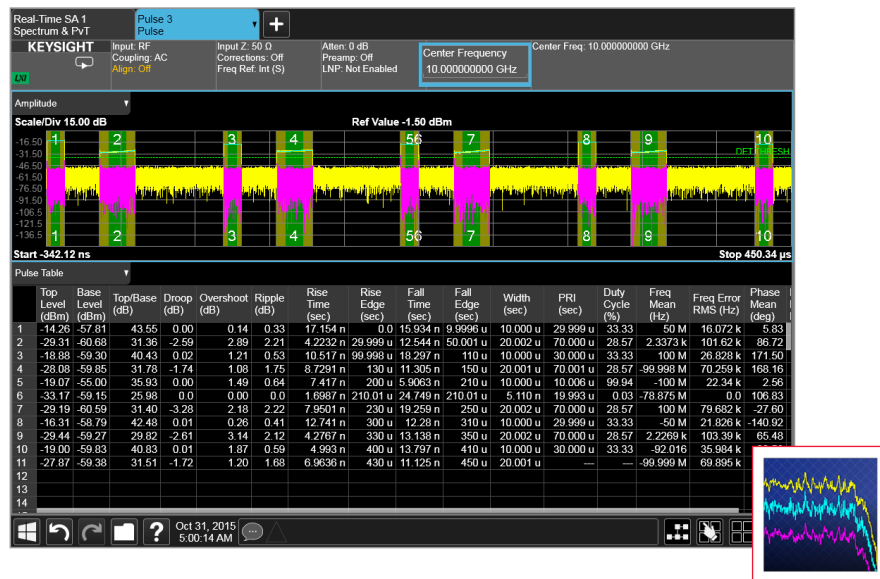 Real-Time SA 1
Spectrum & PvT
Pulse 3
Pulse
KEYSIGHT
LXI
Input: RF
Coupling: AC
Align: Off
Input Z: 50 Ω
Corrections: Off
Freq Ref: Int (S)
Atten: 0 dB
Preamp: Off
LNP: Not Enabled
Center Frequency
10.000000000 GHz
Center Freq: 10.000000000 GHz
Amplitude
Scale/Div 15.00 dB
Ref Value -1.50 dBm
1 2 3 4 56 7 8 9 10
-16.50
-31.50
DET THRESH
-46.50
-61.50
-76.50
-91.50
-106.5
-121.5
-136.5
1 2 3 4 56 7 8 9 10
Start -342.12 ns
Stop 450.34 µs
Pulse Table
Top Level (dBm) Base Level (dBm) Top/Base (dB) Droop (dB) Overshoot (dB) Ripple (dB) Rise Time (sec) Rise Edge (sec) Fall Time (sec) Fall Edge (sec) Width (sec) PRI (sec) Duty Cycle (%) Freq Mean (Hz) Freq Error RMS (Hz) Phase Mean (deg)
1 -14.26 -57.81 43.55 0.00 0.14 0.33 17.154 n 0.0 15.934 n 9.9996 u 10.000 u 29.999 u 33.33 50 M 16.072 k 5.83
2 -29.31 -60.68 31.36 -2.59 2.89 2.21 4.2232 n 29.999 u 12.544 n 50.001 u 20.002 u 70.000 u 28.57 2.3373 k 101.62 k 86.72
3 -18.88 -59.30 40.43 0.02 1.21 0.53 10.517 n 99.998 u 18.297 n 110 u 10.000 u 30.000 u 33.33 100 M 26.828 k 171.50
4 -28.08 -59.85 31.78 -1.74 1.08 1.75 8.7291 n 130 u 11.305 n 150 u 20.001 u 70.001 u 28.57 -99.998 M 70.259 k 168.16
5 -19.07 -55.00 35.93 0.00 1.49 0.64 7.417 n 200 u 5.9063 n 210 u 10.000 u 10.006 u 99.94 -100 M 22.34 k 2.56
6 -33.17 -59.15 25.98 0.0 0.00 0.0 1.6987 n 210.01 u 24.749 n 210.01 u 5.110 n 19.993 u 0.03 -78.875 M 0.0 106.83
7 -29.19 -60.59 31.40 -3.28 2.18 2.22 7.9501 n 230 u 19.259 n 250 u 20.002 u 70.000 u 28.57 100 M 79.682 k -27.60
8 -16.31 -58.79 42.48 0.01 0.26 0.41 12.741 n 300 u 12.28 n 310 u 10.000 u 29.999 u 33.33 -50 M 21.826 k -140.92
9 -29.44 -59.27 29.82 -2.61 3.14 2.12 4.2767 n 330 u 13.138 n 350 u 20.002 u 70.000 u 28.57 2.2269 k 103.39 k 65.48
10 -19.00 -59.83 40.83 0.01 1.87 0.59 4.993 n 400 u 13.797 n 410 u 10.000 u 30.000 u 33.33 -92.016 35.984 k
11 -27.87 -59.38 31.51 -1.72 1.20 1.68 6.9636 n 430 u 11.125 n 450 u 20.001 u — — -99.999 M 69.895 k
12
13
14
?
Oct 31, 2015
5:00:14 AM